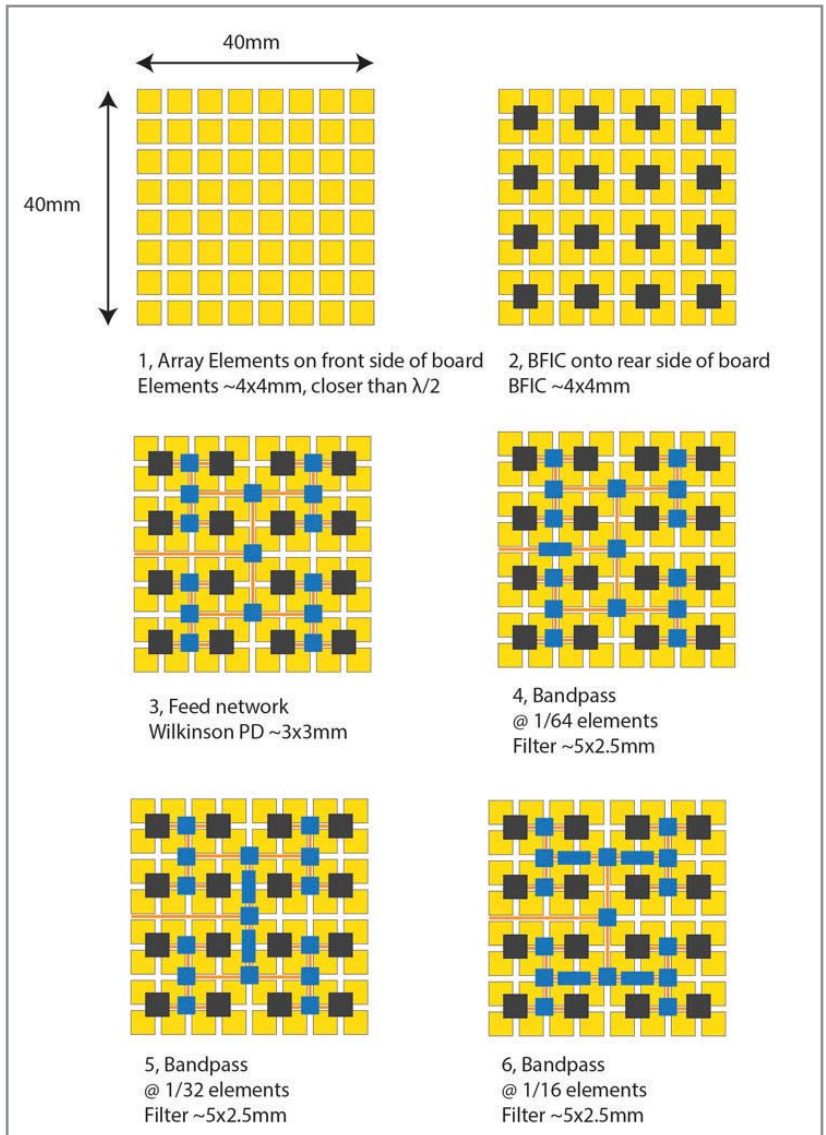 40mm
40mm
1, Array Elements on front side of board
Elements ~4x4mm, closer than λ/2
2, BFIC onto rear side of board
BFIC ~4x4mm
3, Feed network
Wilkinson PD ~3x3mm
4, Bandpass
@ 1/64 elements
Filter ~5x2.5mm
5, Bandpass
@ 1/32 elements
Filter ~5x2.5mm
6, Bandpass
@ 1/16 elements
Filter ~5x2.5mm